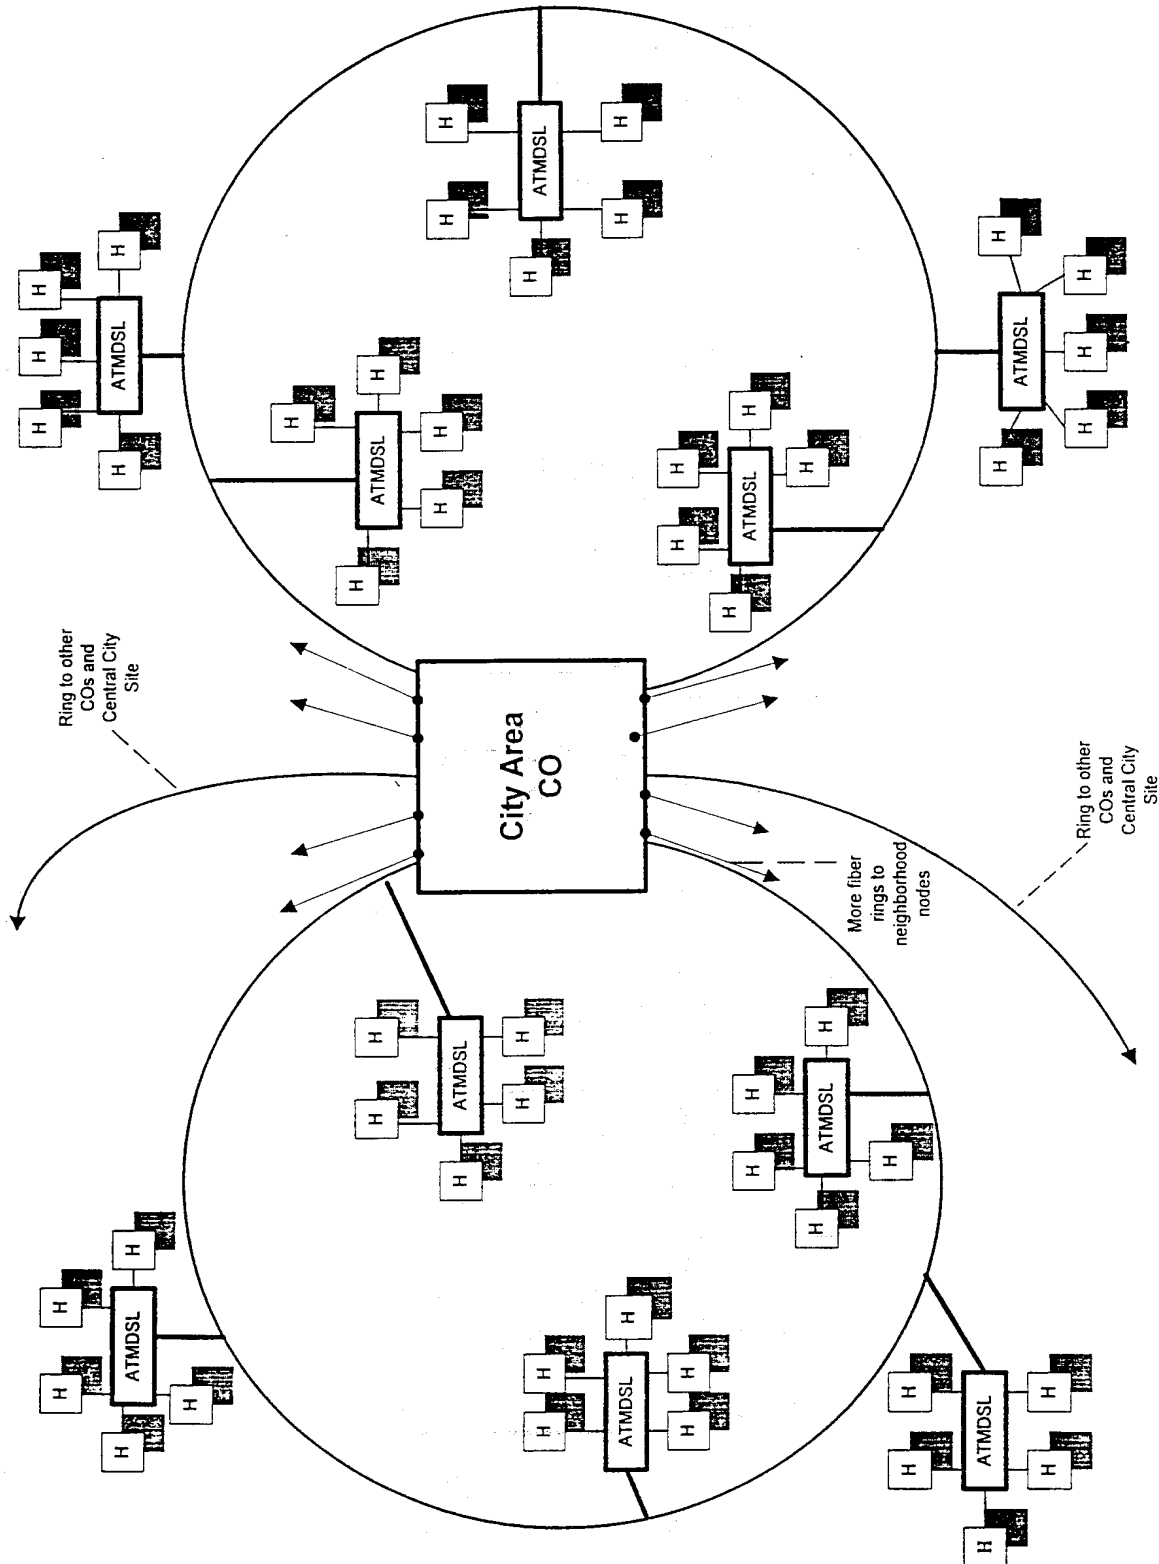 H
H
H
ATMDSL
H
H
H
H
H
ATMDSL
H
H
Ring to other
COs and
Central City
Site
H
H
ATMDSL
H
H
H
H
H
ATMDSL
H
H
H
H
H
ATMDSL
H
H
H
City Area
CO
H
H
H
ATMDSL
H
H
H
H
H
ATMDSL
H
H
H
H
H
ATMDSL
H
H
H
More fiber
rings to
neighborhood
nodes
H
H
H
ATMDSL
H
H
H
H
ATMDSL
H
H
H
Ring to other
COs and
Central City
Site